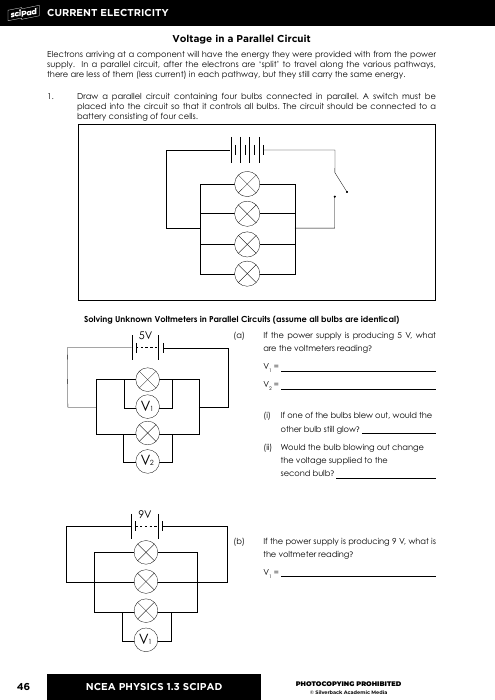 scipad CURRENT ELECTRICITY
Voltage in a Parallel Circuit
Electrons arriving at a component will have the energy they were provided with from the power
supply. In a parallel circuit, after the electrons are 'split' to travel along the various pathways,
there are less of them (less current) in each pathway, but they still carry the same energy.
1. Draw a parallel circuit containing four bulbs connected in parallel. A switch must be
placed into the circuit so that it controls all bulbs. The circuit should be connected to a
battery consisting of four cells.
Solving Unknown Voltmeters in Parallel Circuits (assume all bulbs are identical)
5V
V1
V2
(a) If the power supply is producing 5 V, what
are the voltmeters reading?
V1 =
V2 =
(i) If one of the bulbs blew out, would the
other bulb still glow?
(ii) Would the bulb blowing out change
the voltage supplied to the
second bulb?
9V
V1
(b) If the power supply is producing 9 V, what is
the voltmeter reading?
V1 =
46 NCEA PHYSICS 1.3 SCIPAD
PHOTOCOPYING PROHIBITED
© Silverback Academic Media